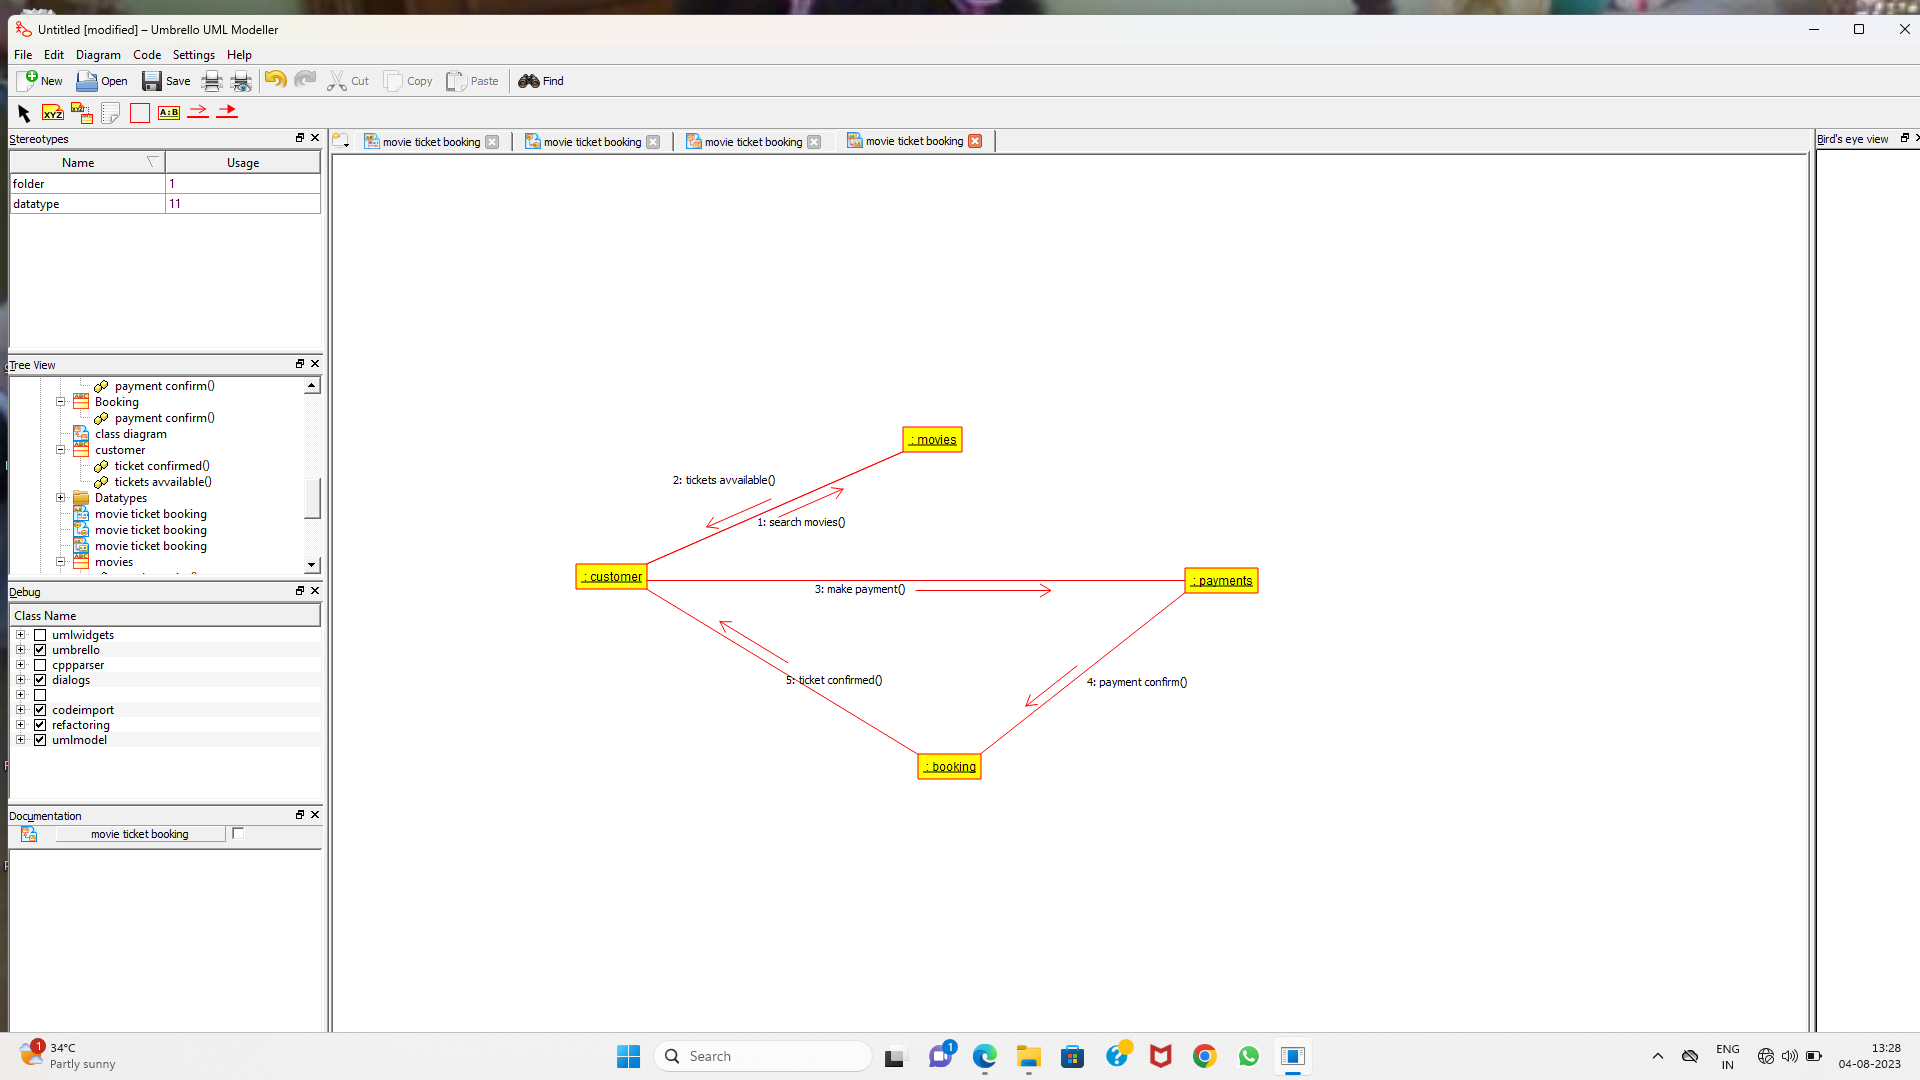 Untitled [modified] – Umbrello UML Modeller
File Edit Diagram Code Settings Help
New Open Save Cut Copy Paste Find
XYZ XYZ A:B
Stereotypes
Name Usage
folder 1
datatype 11
movie ticket booking movie ticket booking movie ticket booking movie ticket booking
Bird's eye view
Tree View
payment confirm()
Booking
payment confirm()
class diagram
customer
ticket confirmed()
tickets avvailable()
Datatypes
movie ticket booking
movie ticket booking
movie ticket booking
movies
Debug
Class Name
umlwidgets
umbrello
cppparser
dialogs
codeimport
refactoring
umlmodel
Documentation
movie ticket booking
: movies
2: tickets avvailable()
1: search movies()
: customer
: payments
3: make payment()
5: ticket confirmed()
4: payment confirm()
: booking
1
34°C
Partly sunny
Search
1
ENG
IN
13:28
04-08-2023